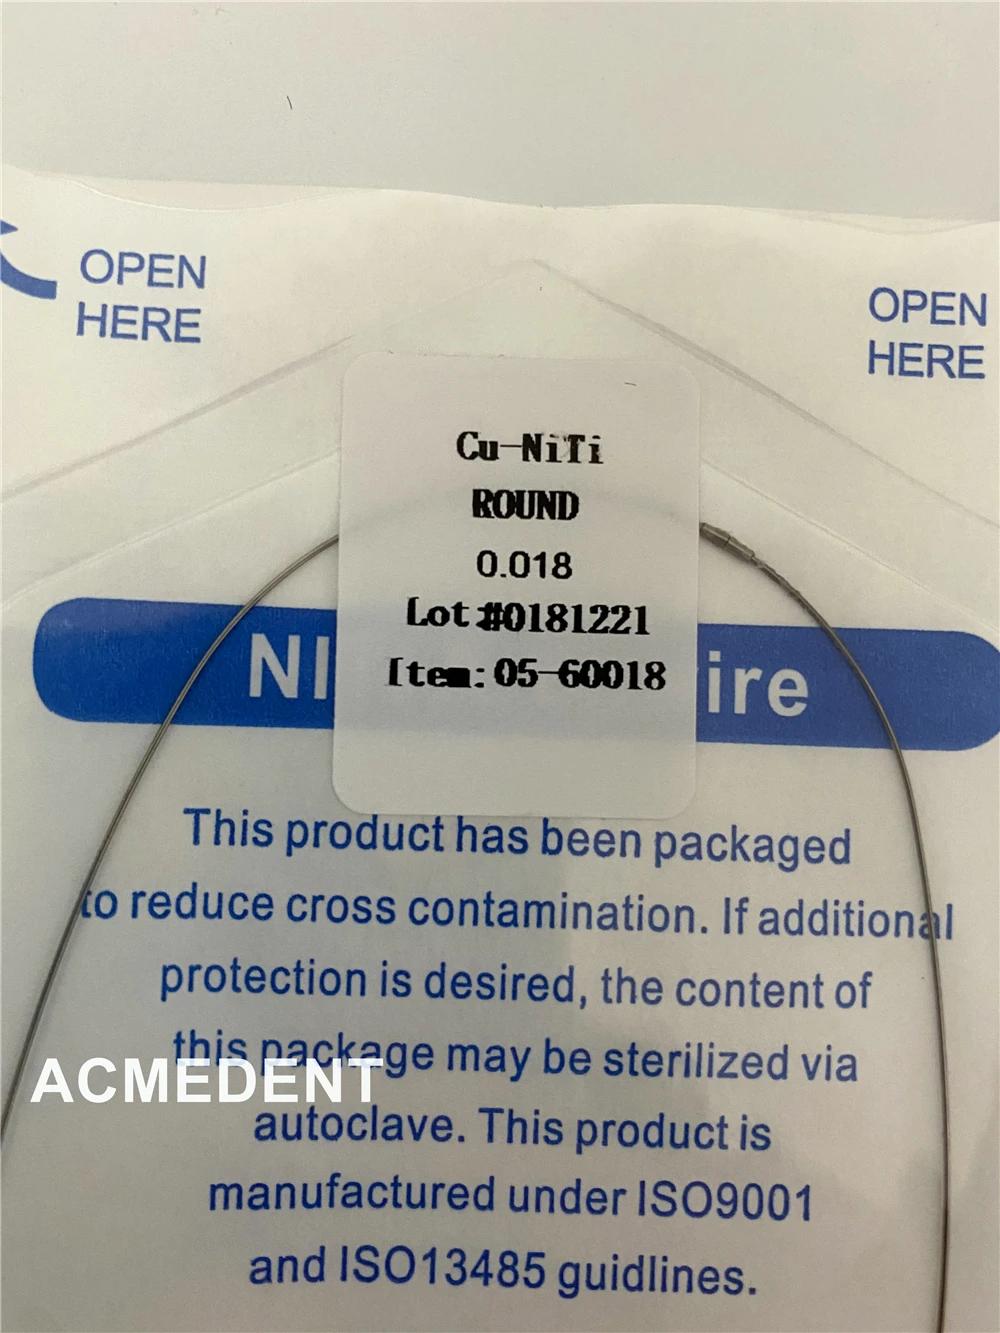 OPEN
HERE
OPEN
HERE
Cu-NiTi
ROUND
0.018
Lot:#0181221
Item: 05-60018
This product has been packaged
to reduce cross contamination. If additional
protection is desired, the content of
this package may be sterilized via
ACMEDENT
autoclave. This product is
manufactured under ISO9001
and ISO13485 guidlines.